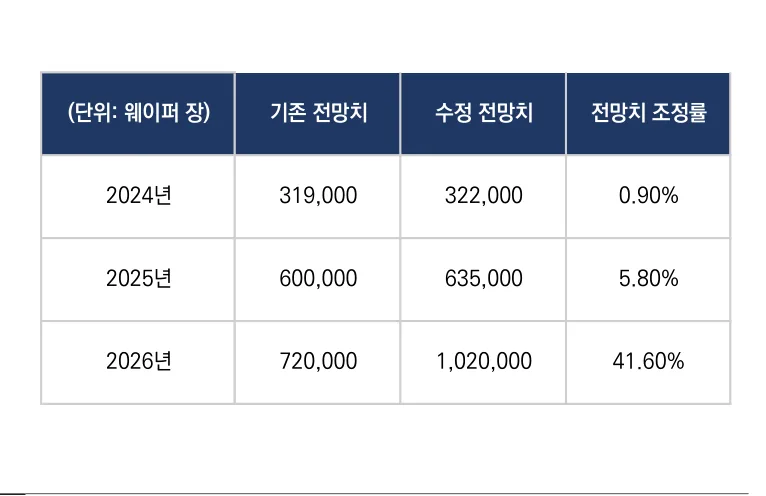 (단위: 웨이퍼 장) 기존 전망치 수정 전망치 전망치 조정률
2024년 319,000 322,000 0.90%
2025년 600,000 635,000 5.80%
2026년 720,000 1,020,000 41.60%